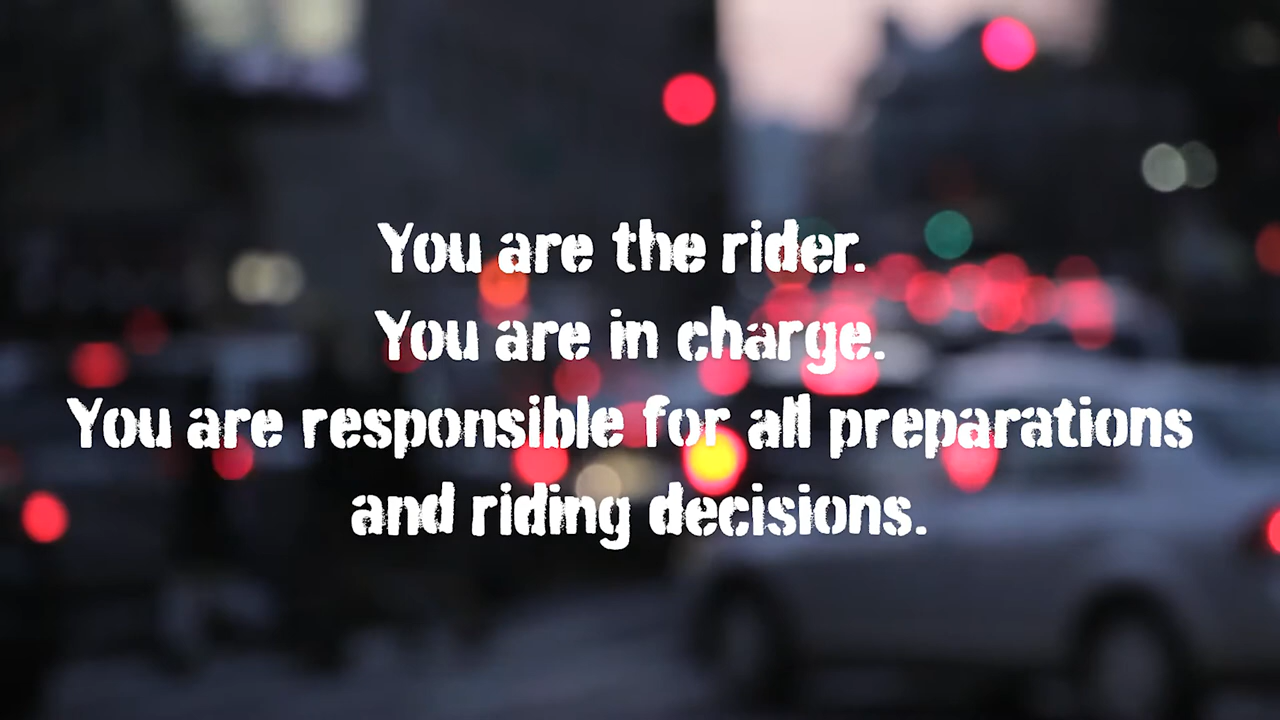 You are the rider.
You are in charge.
You are responsible for all preparations
and riding decisions.